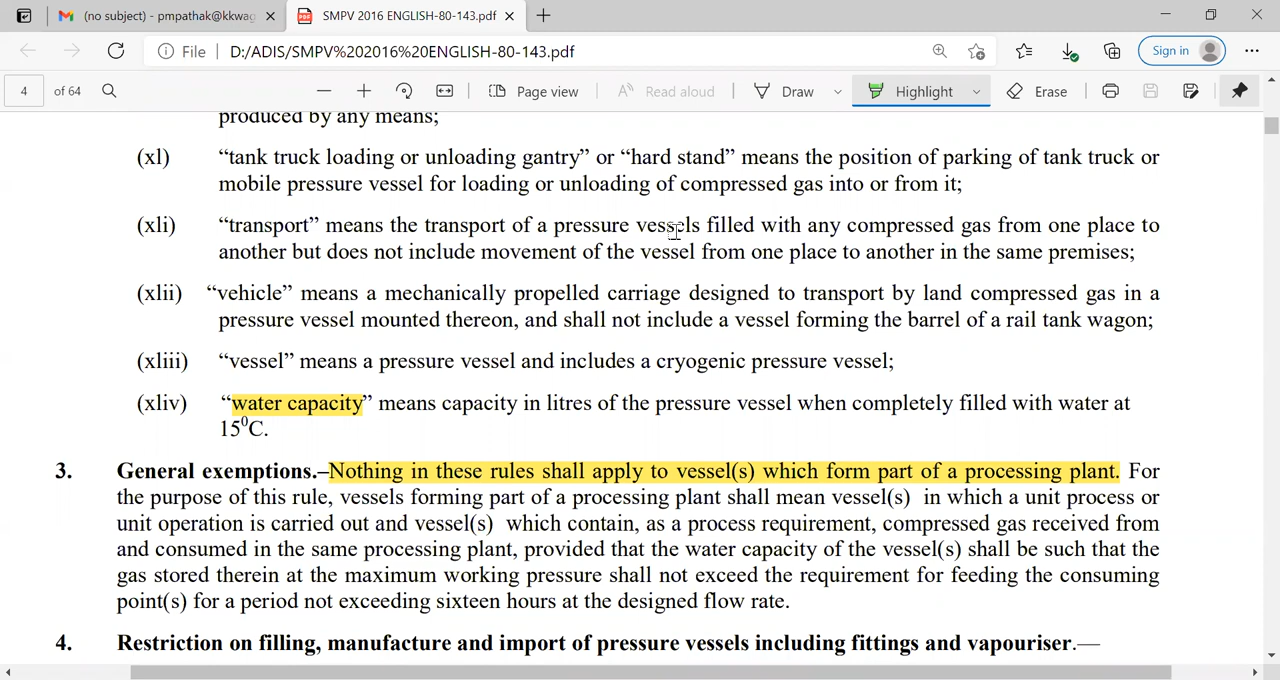 (no subject) - pmpathak@kkwag
SMPV 2016 ENGLISH-80-143.pdf
File D:/ADIS/SMPV%202016%20ENGLISH-80-143.pdf
Sign in
4 of 64 Page view Read aloud Draw Highlight Erase
produced by any means;
(xl) “tank truck loading or unloading gantry” or “hard stand” means the position of parking of tank truck or
mobile pressure vessel for loading or unloading of compressed gas into or from it;
(xli) “transport” means the transport of a pressure vessels filled with any compressed gas from one place to
another but does not include movement of the vessel from one place to another in the same premises;
(xlii) “vehicle” means a mechanically propelled carriage designed to transport by land compressed gas in a
pressure vessel mounted thereon, and shall not include a vessel forming the barrel of a rail tank wagon;
(xliii) “vessel” means a pressure vessel and includes a cryogenic pressure vessel;
(xliv) “water capacity” means capacity in litres of the pressure vessel when completely filled with water at
15⁰C.
3. General exemptions.–Nothing in these rules shall apply to vessel(s) which form part of a processing plant. For
the purpose of this rule, vessels forming part of a processing plant shall mean vessel(s) in which a unit process or
unit operation is carried out and vessel(s) which contain, as a process requirement, compressed gas received from
and consumed in the same processing plant, provided that the water capacity of the vessel(s) shall be such that the
gas stored therein at the maximum working pressure shall not exceed the requirement for feeding the consuming
point(s) for a period not exceeding sixteen hours at the designed flow rate.
4. Restriction on filling, manufacture and import of pressure vessels including fittings and vapouriser.—